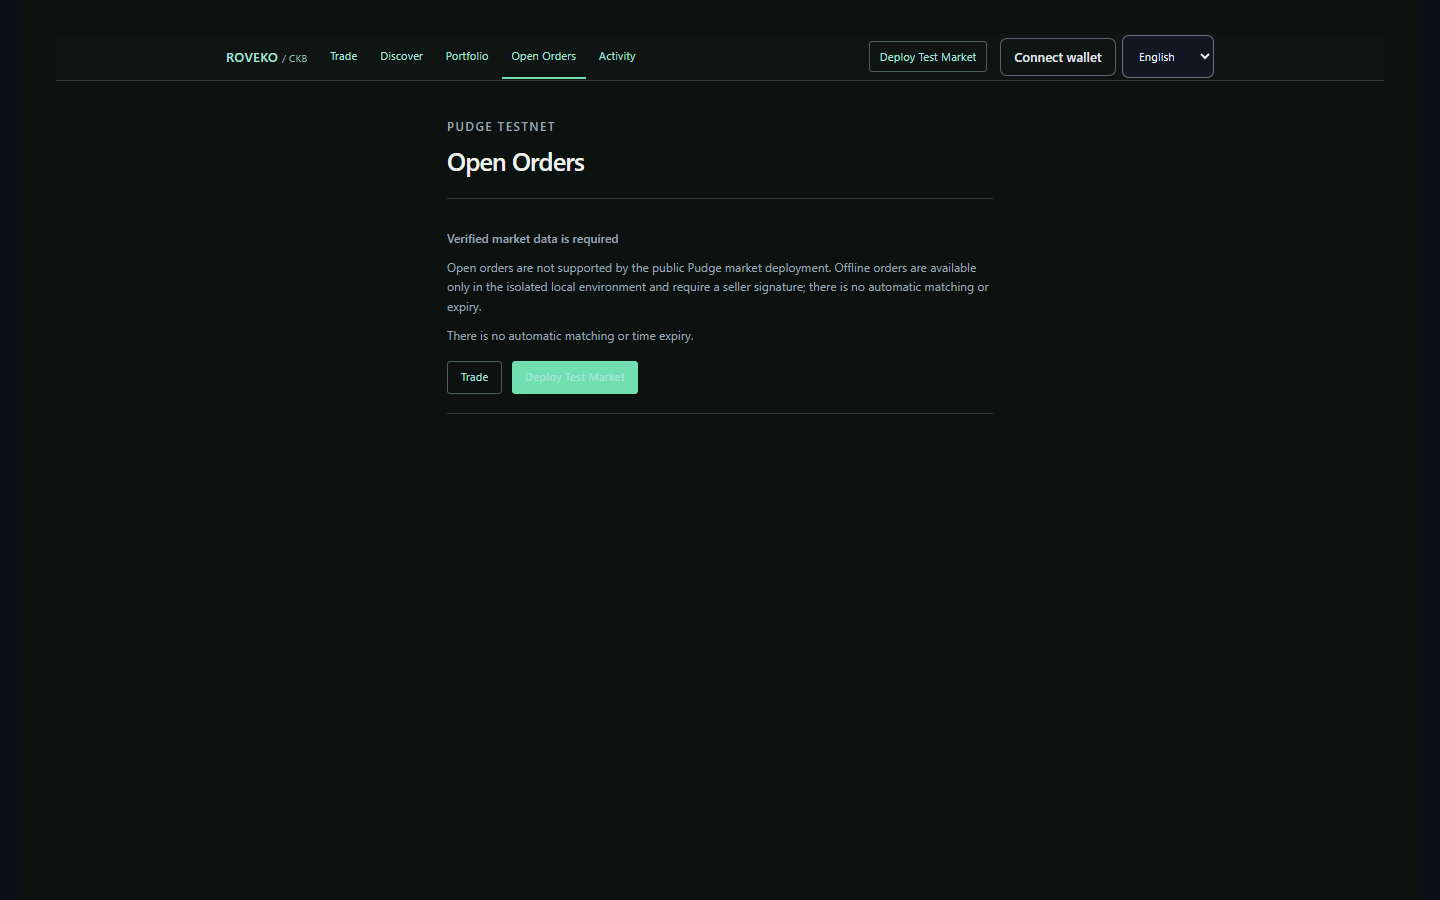 ROVEKO / CKB Trade Discover Portfolio Open Orders Activity Deploy Test Market Connect wallet English
PUDGE TESTNET
Open Orders
Verified market data is required
Open orders are not supported by the public Pudge market deployment. Offline orders are available
only in the isolated local environment and require a seller signature; there is no automatic matching or
expiry.
There is no automatic matching or time expiry.
Trade Deploy Test Market